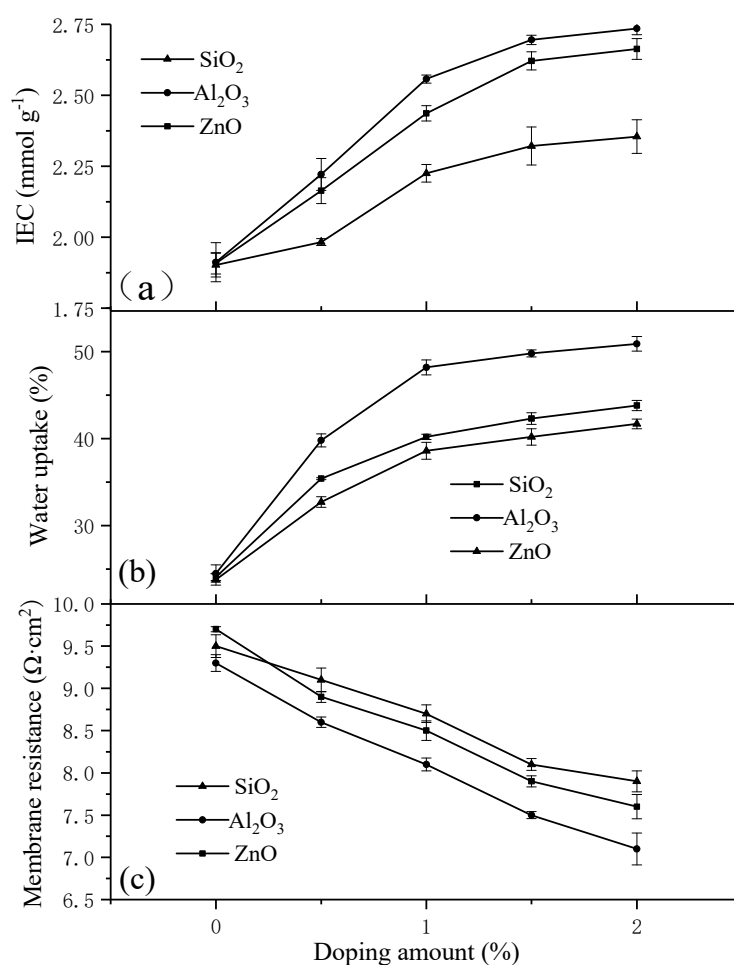 2.75
2.50
2.25
2.00
1.75
IEC (mmol g⁻¹)
SiO₂
Al₂O₃
ZnO
(a)
50
40
30
Water uptake (%)
SiO₂
Al₂O₃
ZnO
(b)
10.0
9.5
9.0
8.5
8.0
7.5
7.0
6.5
Membrane resistance (Ω·cm²)
SiO₂
Al₂O₃
ZnO
(c)
0
1
2
Doping amount (%)